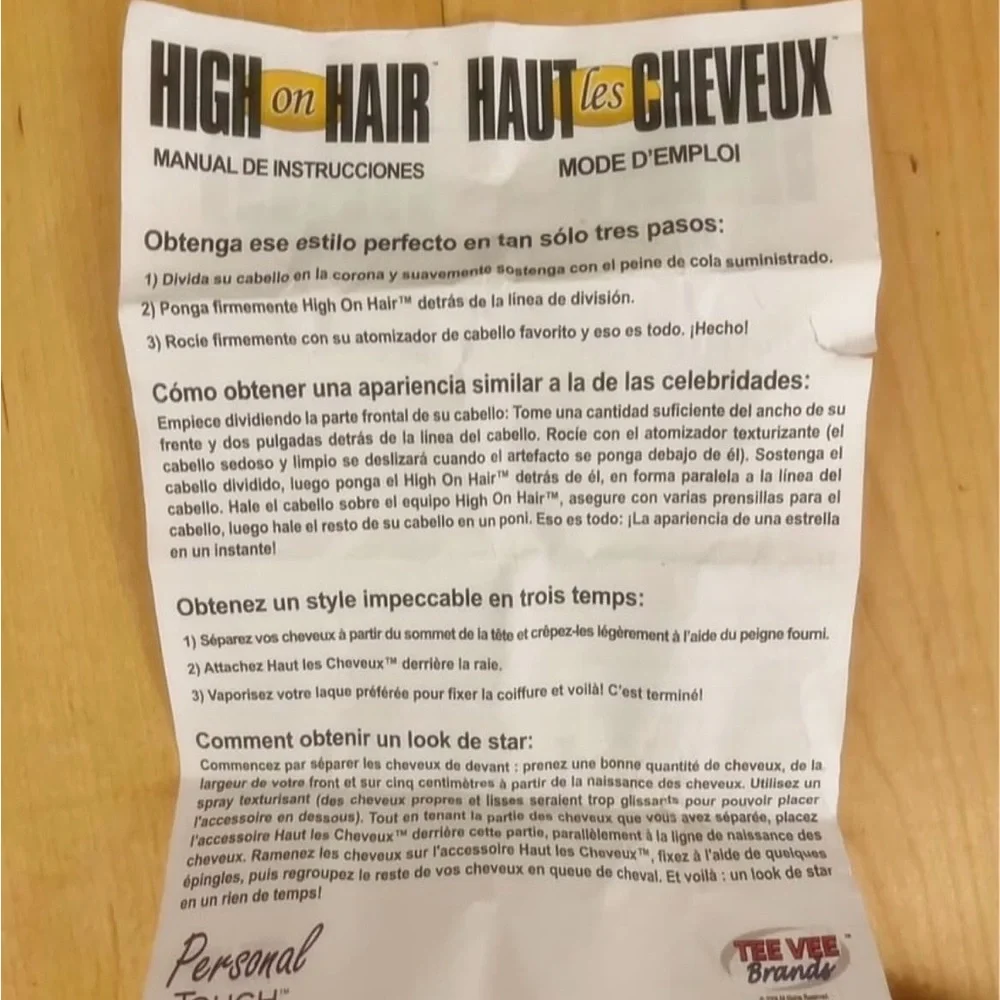 HIGH on HAIR™ HAUT les CHEVEUX™
MANUAL DE INSTRUCCIONES MODE D'EMPLOI
Obtenga ese estilo perfecto en tan sólo tres pasos:
1) Divida su cabello en la corona y suavemente sostenga con el peine de cola suministrado.
2) Ponga firmemente High On Hair™ detrás de la línea de división.
3) Rocíe firmemente con su atomizador de cabello favorito y eso es todo. ¡Hecho!
Cómo obtener una apariencia similar a la de las celebridades:
Empiece dividiendo la parte frontal de su cabello: Tome una cantidad suficiente del ancho de su
frente y dos pulgadas detrás de la línea del cabello. Rocíe con el atomizador texturizante (el
cabello sedoso y limpio se deslizará cuando el artefacto se ponga debajo de él). Sostenga el
cabello dividido, luego ponga el High On Hair™ detrás de él, en forma paralela a la línea del
cabello. Hale el cabello sobre el equipo High On Hair™, asegure con varias prensillas para el
cabello, luego hale el resto de su cabello en un poni. Eso es todo: ¡La apariencia de una estrella
en un instante!
Obtenez un style impeccable en trois temps:
1) Séparez vos cheveux à partir du sommet de la tête et crêpez-les légèrement à l'aide du peigne fourni.
2) Attachez Haut les Cheveux™ derrière la raie.
3) Vaporisez votre laque préférée pour fixer la coiffure et voilà! C'est terminé!
Comment obtenir un look de star:
Commencez par séparer les cheveux de devant : prenez une bonne quantité de cheveux, de la
largeur de votre front et sur cinq centimètres à partir de la naissance des cheveux. Utilisez un
spray texturisant (des cheveux propres et lisses seraient trop glissants pour pouvoir placer
l'accessoire en dessous). Tout en tenant la partie des cheveux que vous avez séparée, placez
l'accessoire Haut les Cheveux™ derrière cette partie, parallèlement à la ligne de naissance des
cheveux. Ramenez les cheveux sur l'accessoire Haut les Cheveux™, fixez à l'aide de quelques
épingles, puis regroupez le reste de vos cheveux en queue de cheval. Et voilà : un look de star
en un rien de temps!
Personal
TOUCH™
TEE VEE™
Brands